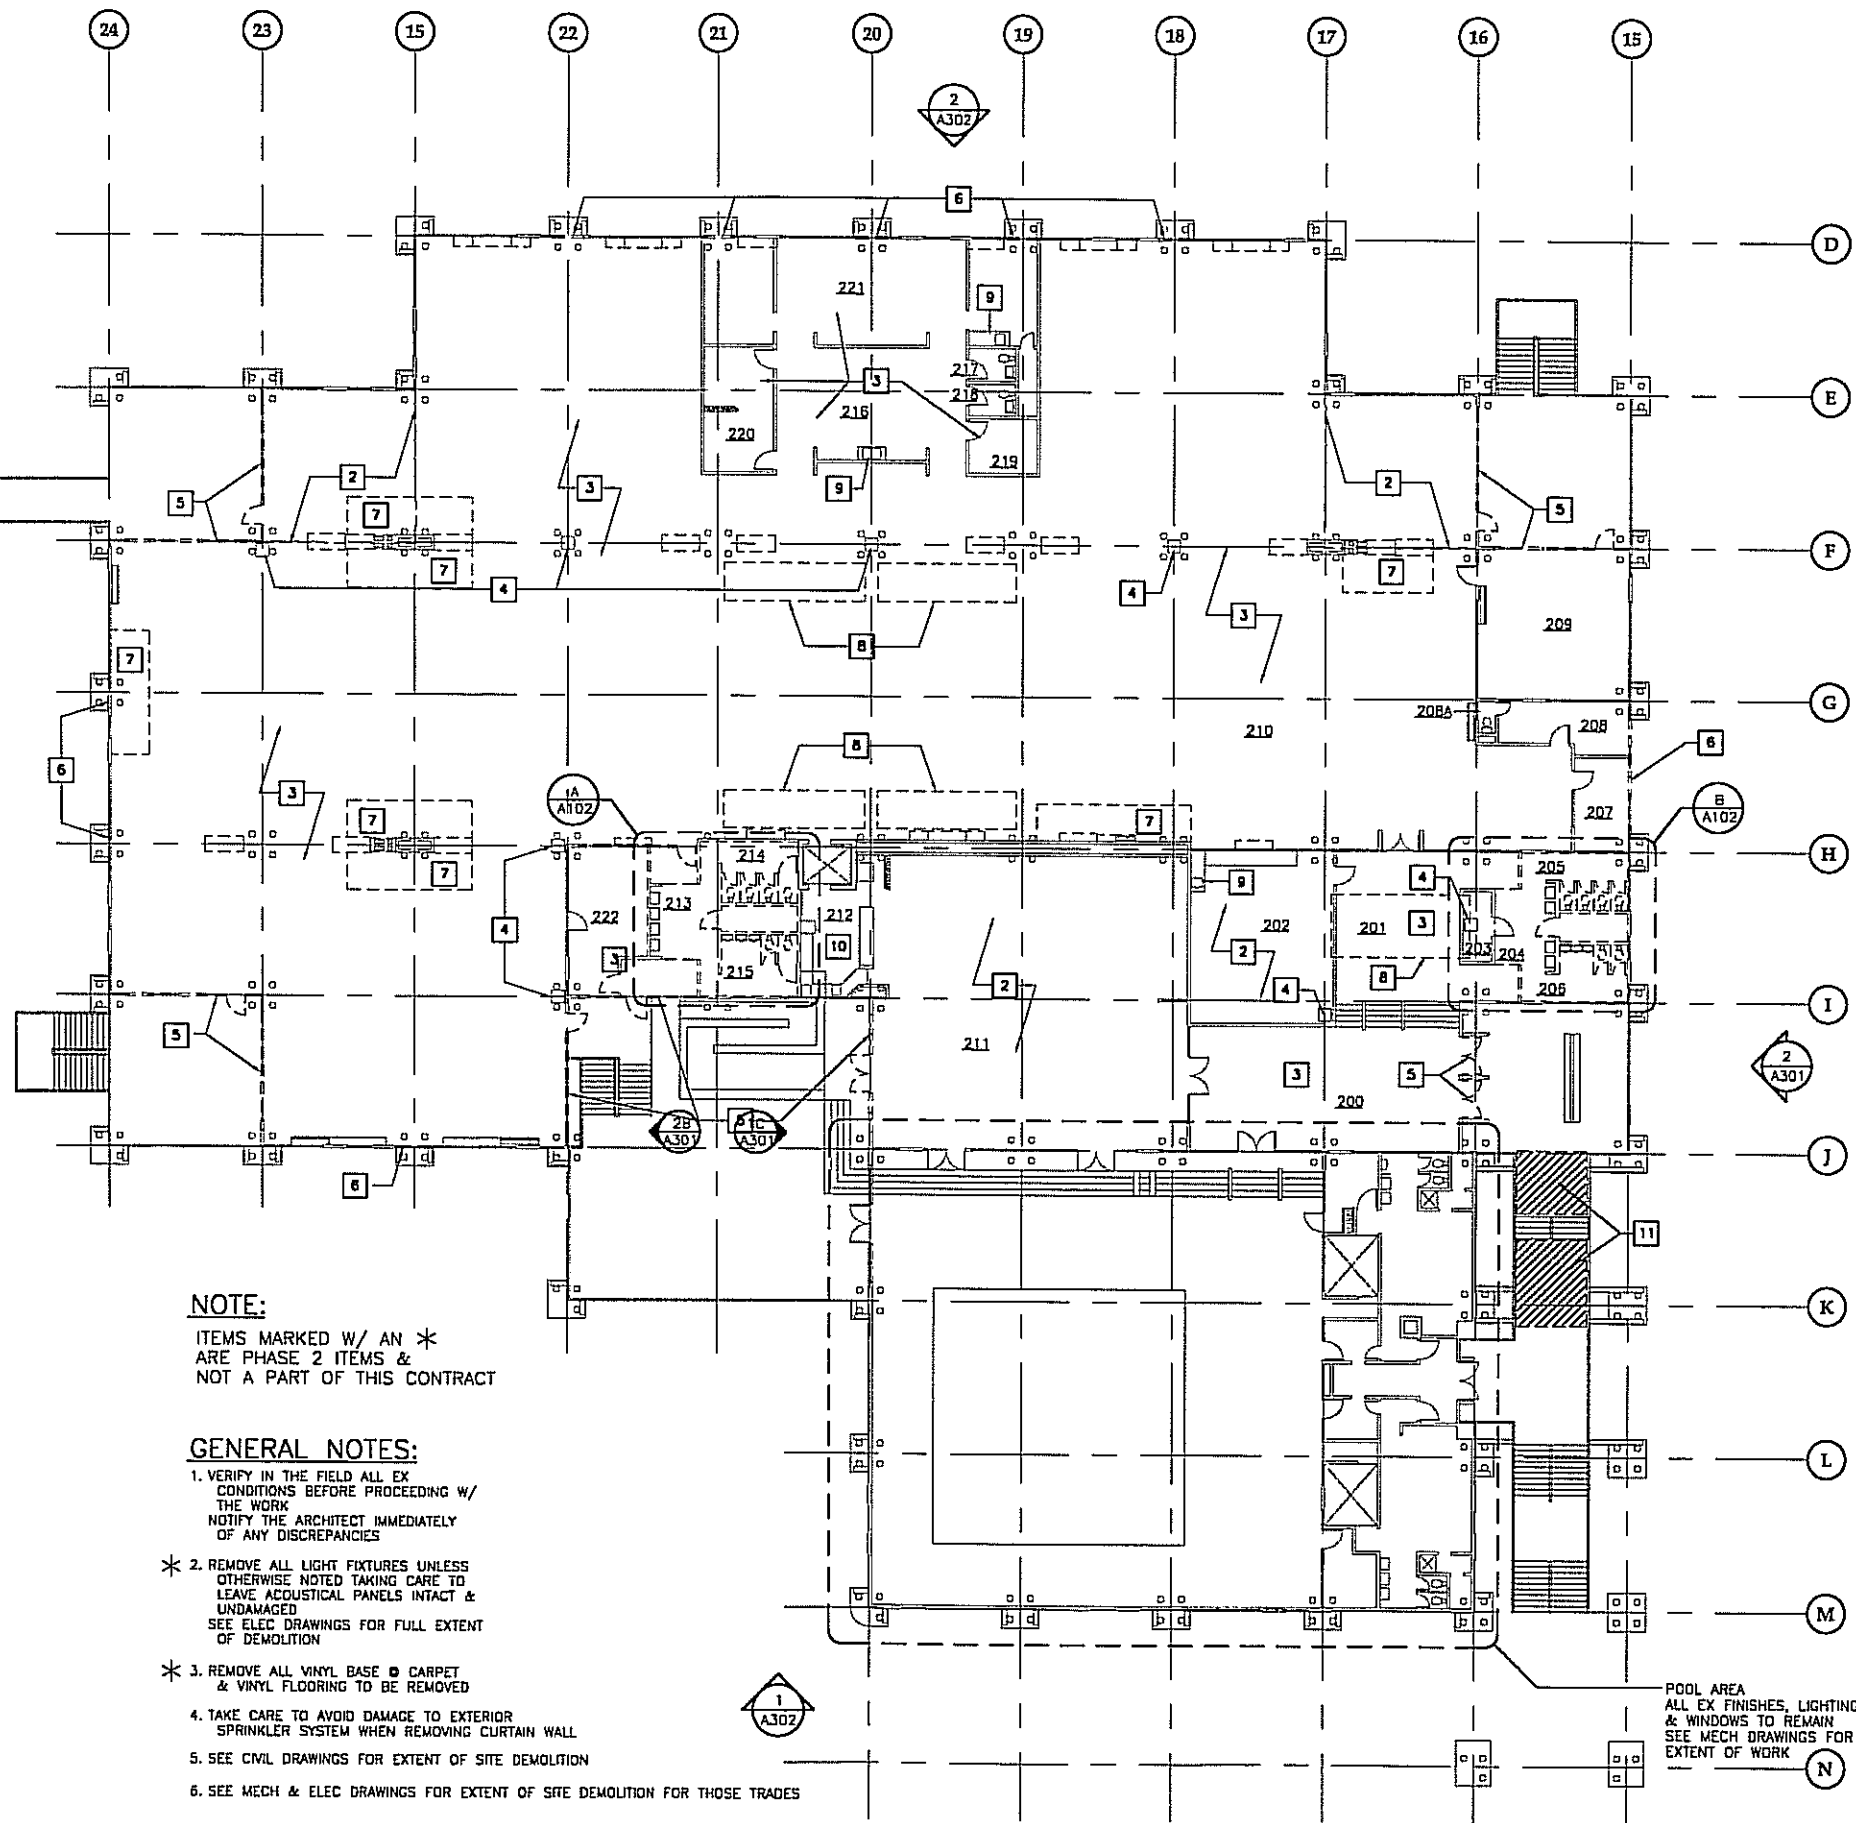 24 23 15 22 21 20 19 18 17 16 15
2
A302
6
D
221
9
217
3
218
216
E
220
219
2
3
9
2
5
7
5
F
7
4
7
4
3
209
8
7
G
208A
208
210
6
8
6
1A
A102
3
207
B
A102
7
7
H
214
205
7
4
9
4
222
213
212
202
201
3
10
203
204
3
215
2
2
8
206
4
I
5
211
3
5
2
A301
200
2B
A301
1C
A301
5
J
6
11
NOTE:
K
ITEMS MARKED W/ AN *
ARE PHASE 2 ITEMS &
NOT A PART OF THIS CONTRACT
GENERAL NOTES:
L
1. VERIFY IN THE FIELD ALL EX
CONDITIONS BEFORE PROCEEDING W/
THE WORK
NOTIFY THE ARCHITECT IMMEDIATELY
OF ANY DISCREPANCIES
* 2. REMOVE ALL LIGHT FIXTURES UNLESS
OTHERWISE NOTED TAKING CARE TO
LEAVE ACOUSTICAL PANELS INTACT &
UNDAMAGED
SEE ELEC DRAWINGS FOR FULL EXTENT
OF DEMOLITION
M
* 3. REMOVE ALL VINYL BASE @ CARPET
& VINYL FLOORING TO BE REMOVED
4. TAKE CARE TO AVOID DAMAGE TO EXTERIOR
SPRINKLER SYSTEM WHEN REMOVING CURTAIN WALL
5. SEE CIVIL DRAWINGS FOR EXTENT OF SITE DEMOLITION
6. SEE MECH & ELEC DRAWINGS FOR EXTENT OF SITE DEMOLITION FOR THOSE TRADES
1
A302
POOL AREA
ALL EX FINISHES, LIGHTING
& WINDOWS TO REMAIN
SEE MECH DRAWINGS FOR
EXTENT OF WORK
N